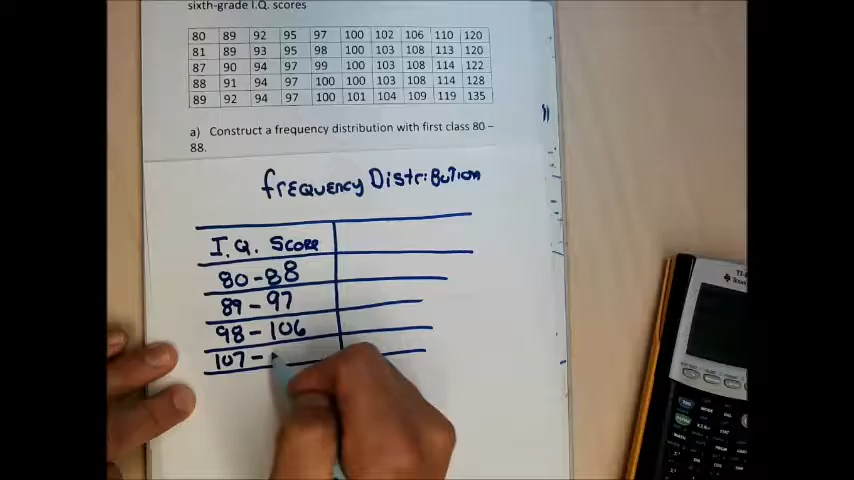 sixth-grade I.Q. scores
80 89 92 95 97 100 102 106 110 120
81 89 93 95 98 100 103 108 113 120
87 90 94 97 99 100 103 108 114 122
88 91 94 97 100 100 103 108 114 128
89 92 94 97 100 101 104 109 119 135
a) Construct a frequency distribution with first class 80 –
88.
frequency Distribution
I.Q. Score
80 - 88
89 - 97
98 - 106
107 -